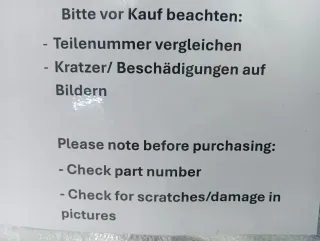 Bitte vor Kauf beachten:
- Teilenummer vergleichen
- Kratzer/ Beschädigungen auf
Bildern
Please note before purchasing:
- Check part number
- Check for scratches/damage in
pictures